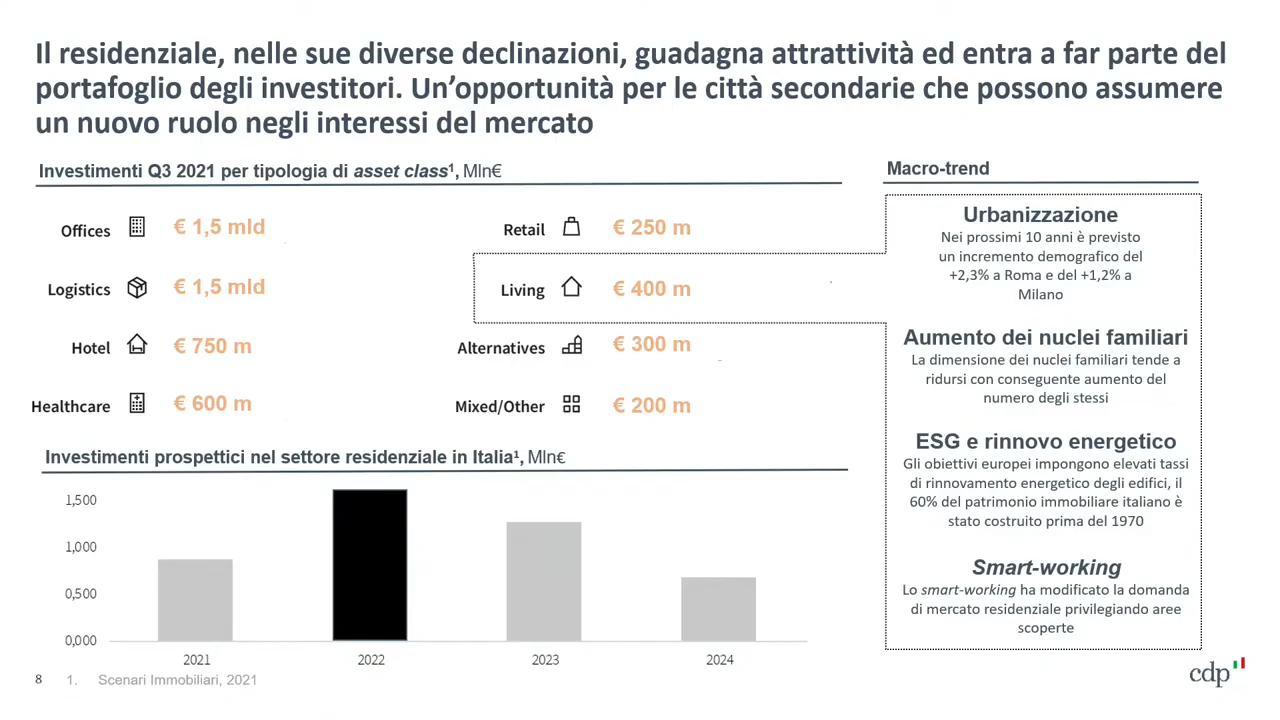 Il residenziale, nelle sue diverse declinazioni, guadagna attrattività ed entra a far parte del
portafoglio degli investitori. Un'opportunità per le città secondarie che possono assumere
un nuovo ruolo negli interessi del mercato
Investimenti Q3 2021 per tipologia di asset class¹, Mln€
Offices € 1,5 mld
Logistics € 1,5 mld
Hotel € 750 m
Healthcare € 600 m
Retail € 250 m
Living € 400 m
Alternatives € 300 m
Mixed/Other € 200 m
Investimenti prospettici nel settore residenziale in Italia¹, Mln€
1,500
1,000
0,500
0,000
2021 2022 2023 2024
Macro-trend
Urbanizzazione
Nei prossimi 10 anni è previsto
un incremento demografico del
+2,3% a Roma e del +1,2% a
Milano
Aumento dei nuclei familiari
La dimensione dei nuclei familiari tende a
ridursi con conseguente aumento del
numero degli stessi
ESG e rinnovo energetico
Gli obiettivi europei impongono elevati tassi
di rinnovamento energetico degli edifici, il
60% del patrimonio immobiliare italiano è
stato costruito prima del 1970
Smart-working
Lo smart-working ha modificato la domanda
di mercato residenziale privilegiando aree
scoperte
8 1. Scenari Immobiliari, 2021
cdp